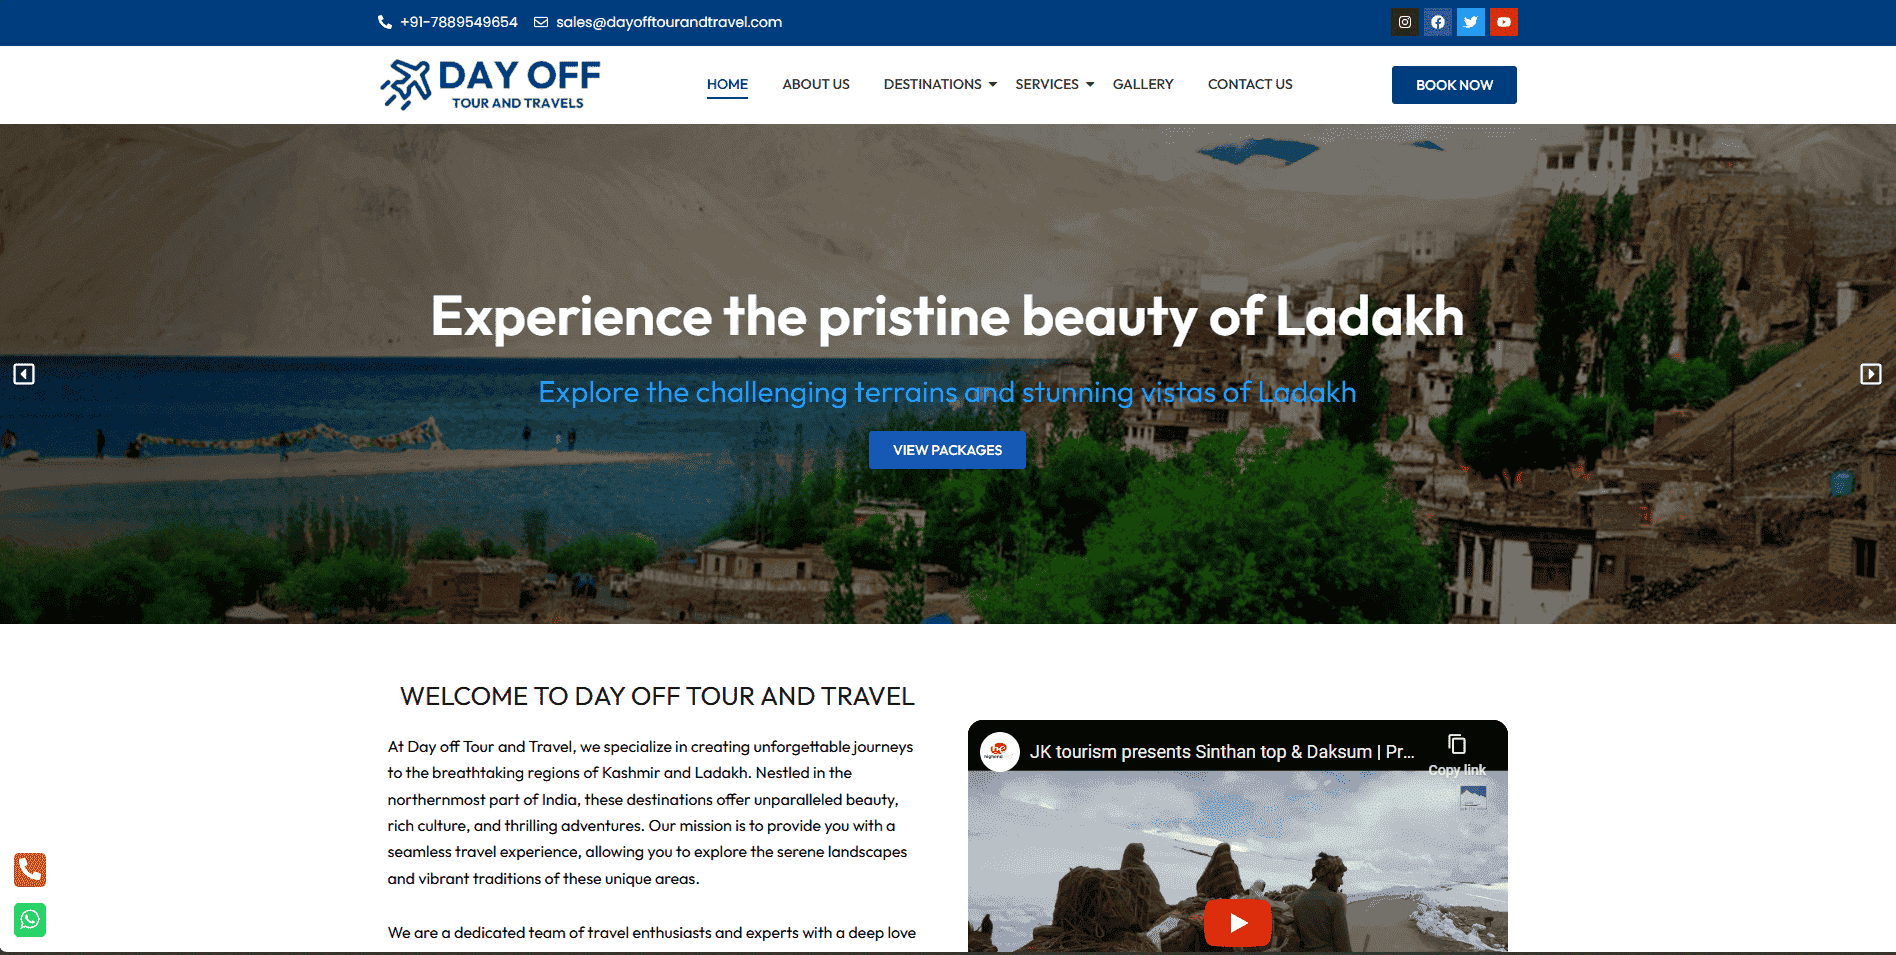 +91-7889549654 sales@dayofftourandtravel.com
DAY OFF
TOUR AND TRAVELS
HOME ABOUT US DESTINATIONS SERVICES GALLERY CONTACT US
BOOK NOW
Experience the pristine beauty of Ladakh
Explore the challenging terrains and stunning vistas of Ladakh
VIEW PACKAGES
WELCOME TO DAY OFF TOUR AND TRAVEL
At Day off Tour and Travel, we specialize in creating unforgettable journeys
to the breathtaking regions of Kashmir and Ladakh. Nestled in the
northernmost part of India, these destinations offer unparalleled beauty,
rich culture, and thrilling adventures. Our mission is to provide you with a
seamless travel experience, allowing you to explore the serene landscapes
and vibrant traditions of these unique areas.
We are a dedicated team of travel enthusiasts and experts with a deep love
JK tourism presents Sinthan top & Daksum | Pr...
Copy link